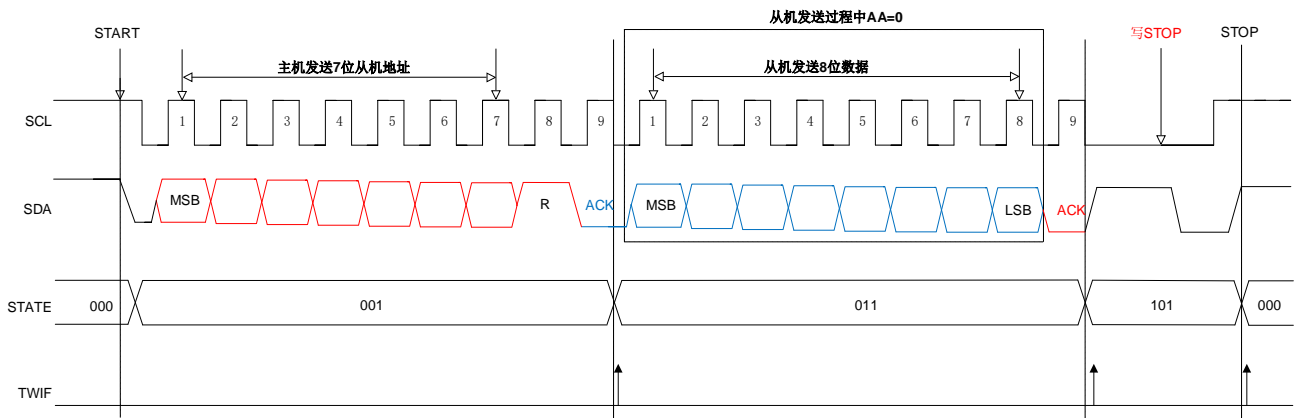 从机发送过程中AA=0
START
写STOP
STOP
主机发送7位从机地址
从机发送8位数据
SCL
1 2 3 4 5 6 7 8 9 1 2 3 4 5 6 7 8 9
SDA
MSB R ACK MSB LSB ACK
STATE
000 001 011 101 000
TWIF